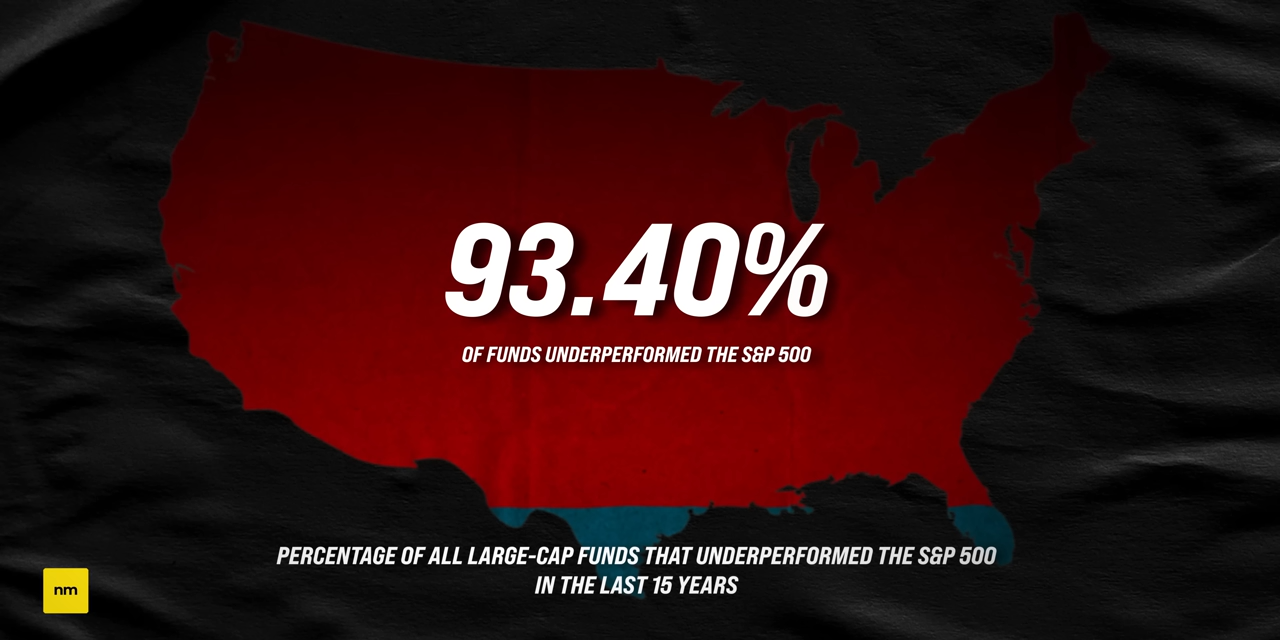 93.40%
OF FUNDS UNDERPERFORMED THE S&P 500
PERCENTAGE OF ALL LARGE-CAP FUNDS THAT UNDERPERFORMED THE S&P 500
IN THE LAST 15 YEARS
nm